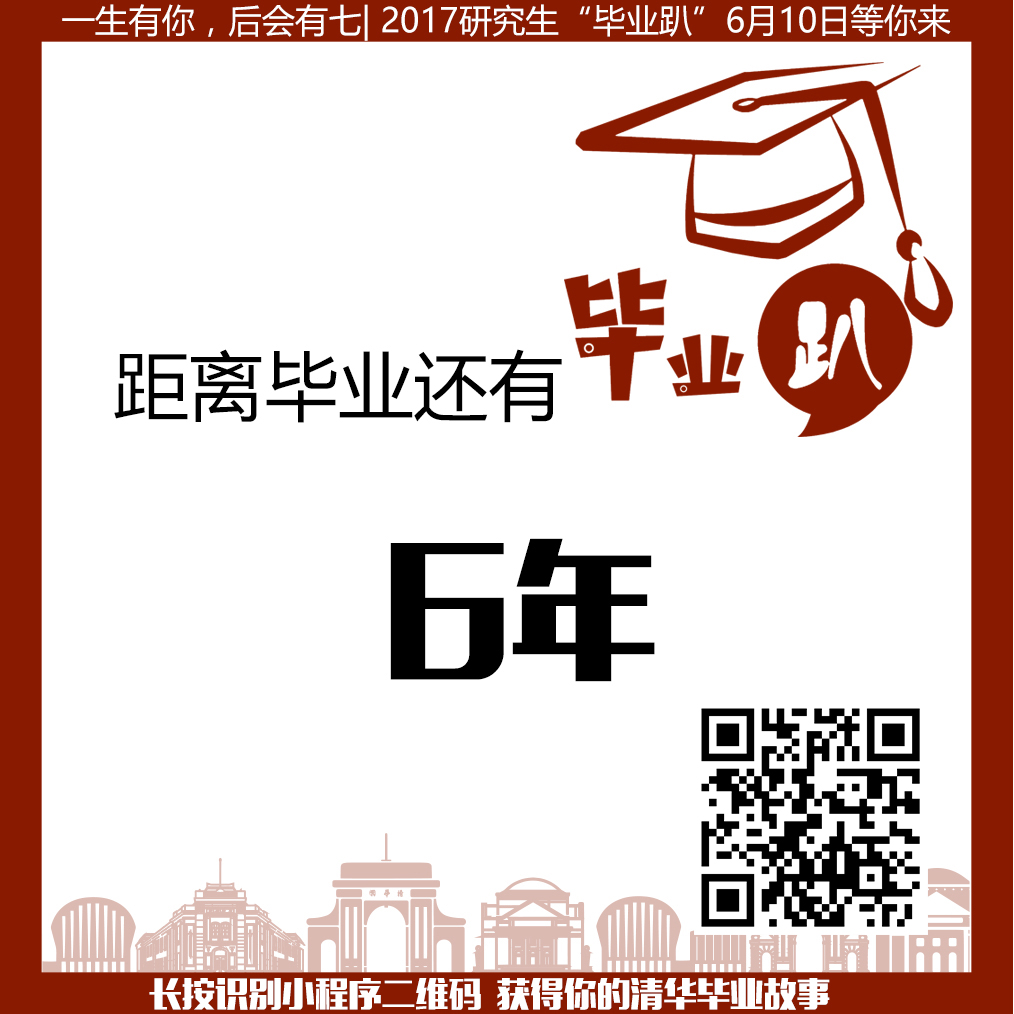 一生有你，后会有七| 2017研究生“毕业趴”6月10日等你来
毕业趴
距离毕业还有
6年
長按识别小程序二维码 获得你的清华毕业故事